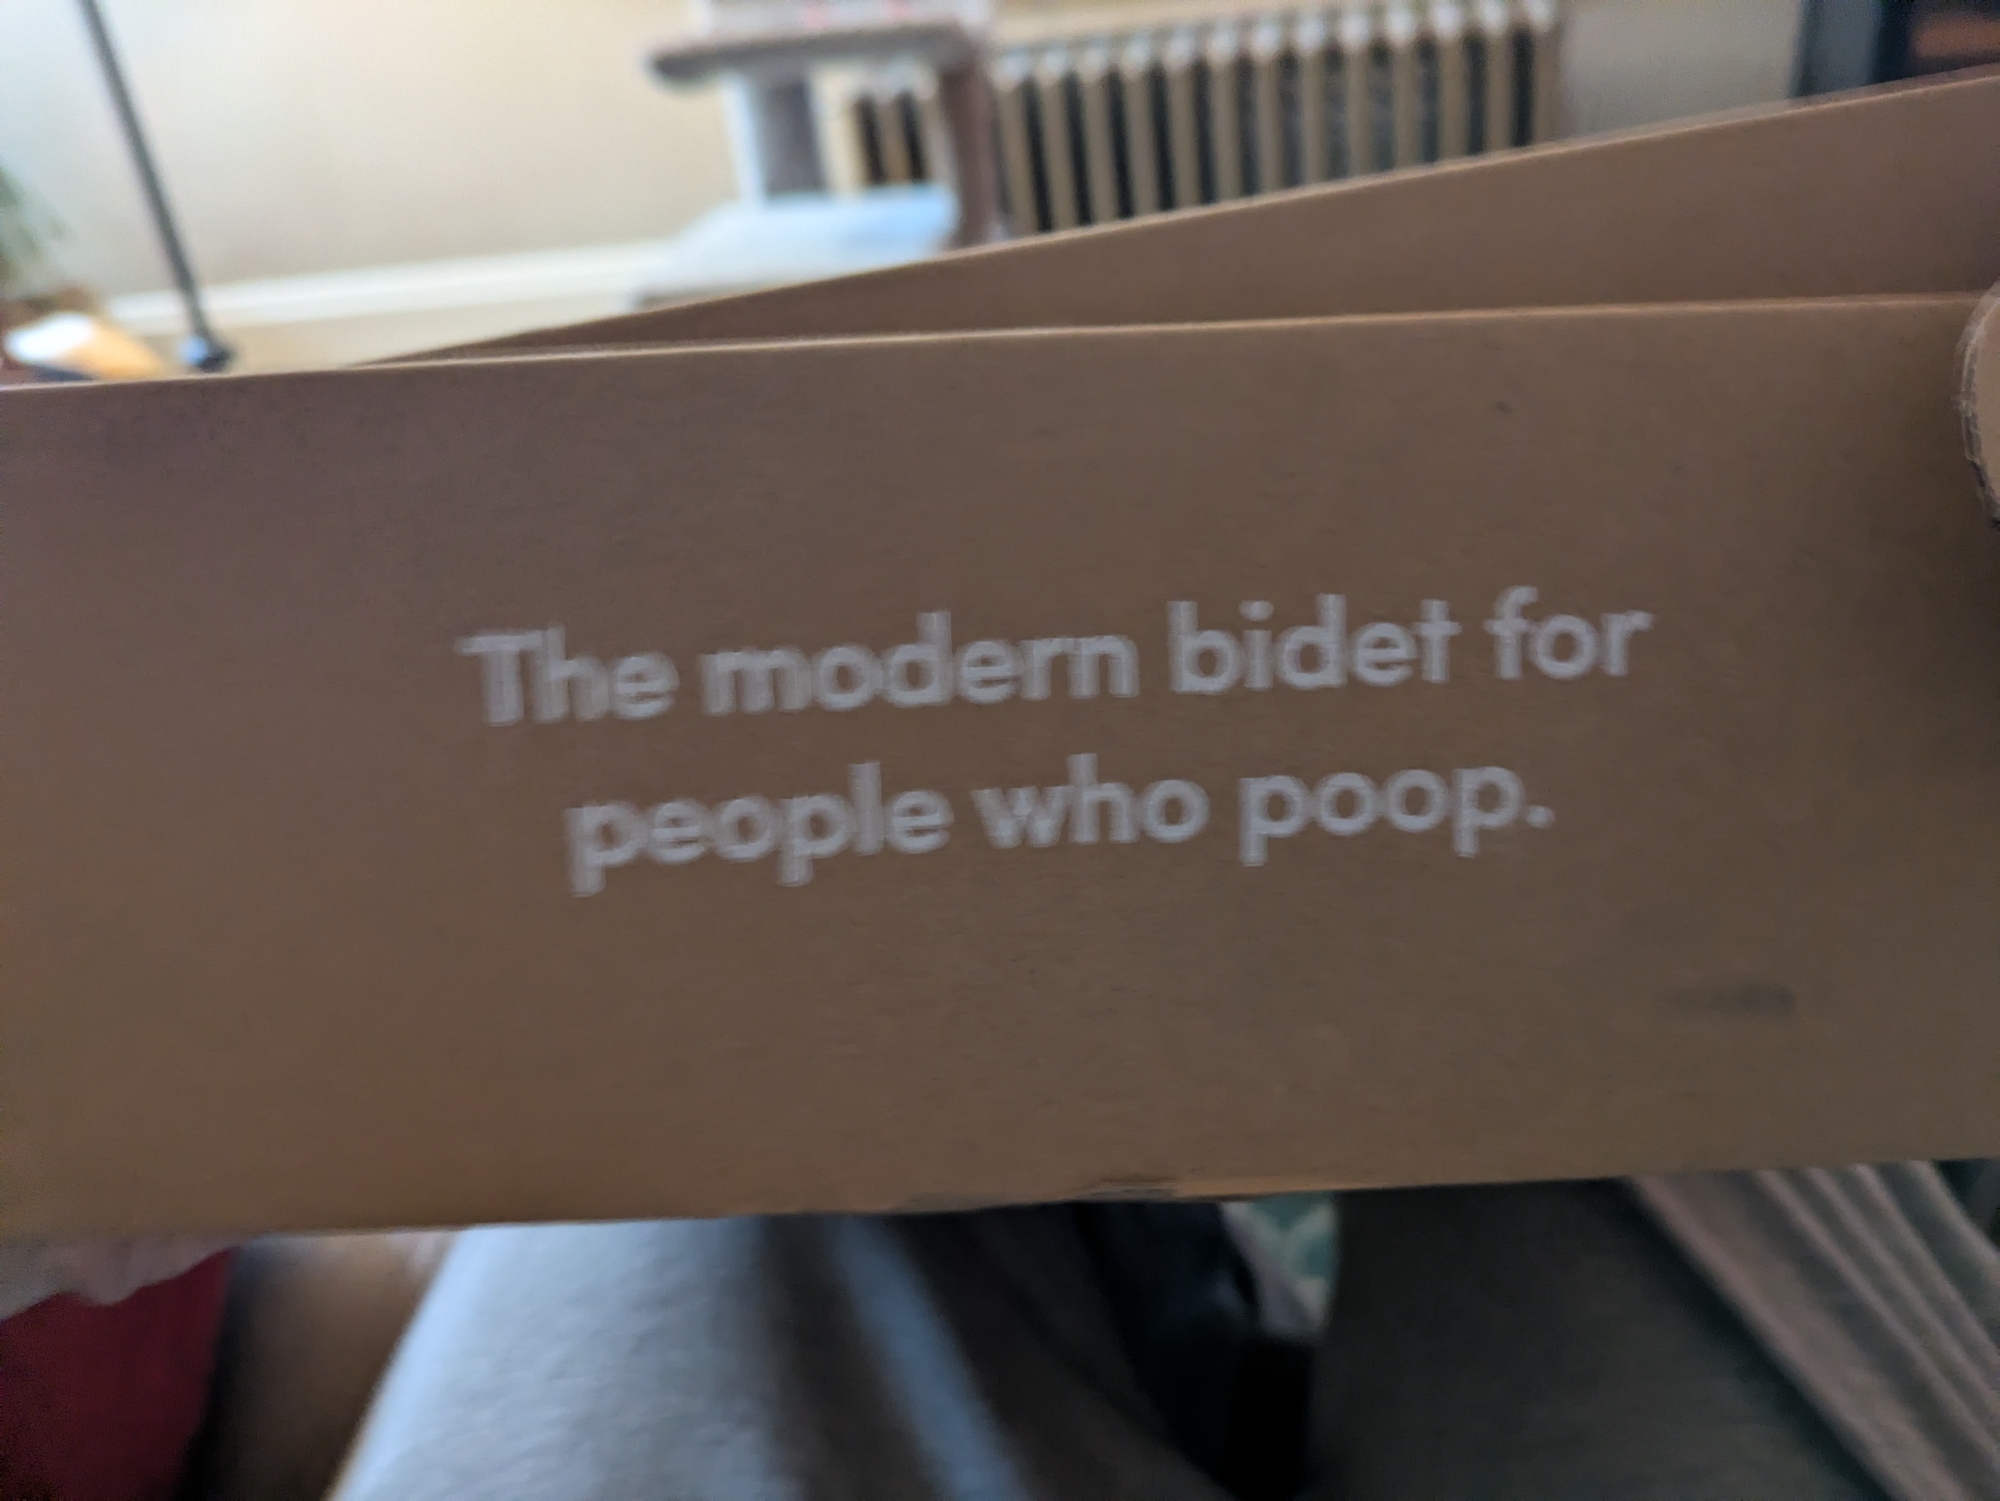 The modern bidet for
people who poop.